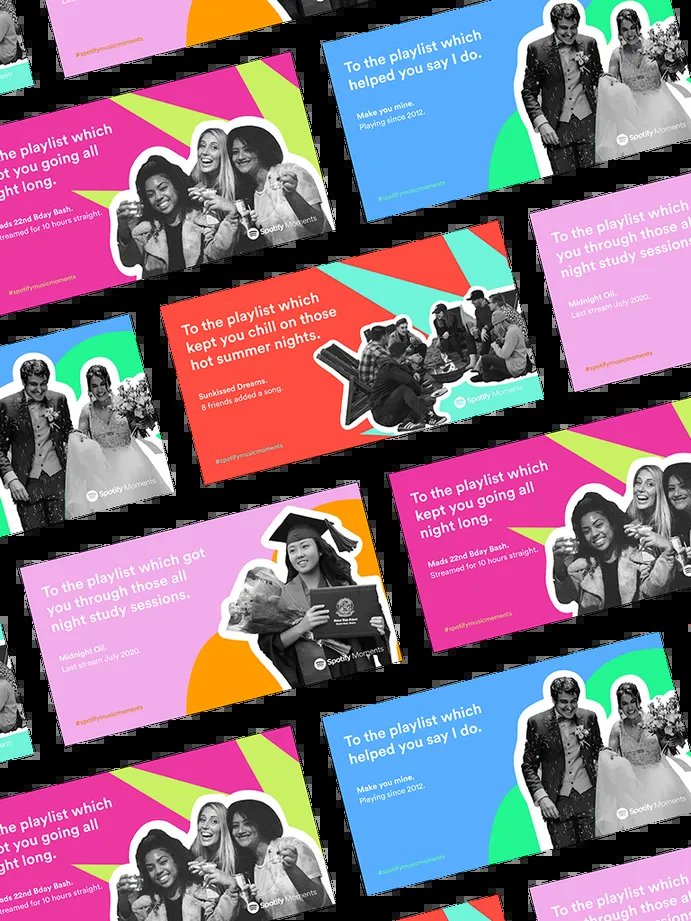 #spotifymusicmoments
To the playlist which
helped you say I do.
Make you mine.
Playing since 2012.
#spotifymusicmoments
Spotify Moments
the playlist which
pt you going all
ght long.
Mads 22nd Bday Bash.
Streamed for 10 hours straight.
#spotifymusicmoments
Spotify Moments
To the playlist which
you through those al
night study sessions
Midnight Oil.
Last stream July 2020.
#spotifymusicmoments
To the playlist which
kept you chill on those
hot summer nights.
Sunkissed Dreams.
8 friends added a song.
#spotifymusicmoments
Spotify Moments
Spotify Moments
To the playlist which
kept you going all
night long.
Mads 22nd Bday Bash.
Streamed for 10 hours straight.
#spotifymusicmoments
To the playlist which got
you through those all
night study sessions.
Midnight Oil.
Last stream July 2020.
#spotifymusicmoments
Spotify Moments
To the playlist which
helped you say I do.
Make you mine.
Playing since 2012.
#spotifymusicmoments
Spotify Moments
the playlist which
pt you going all
ght long.
ads 22nd Bday Bash.
treamed for 10 hours straight.
Spotify Moments
To the playlist which